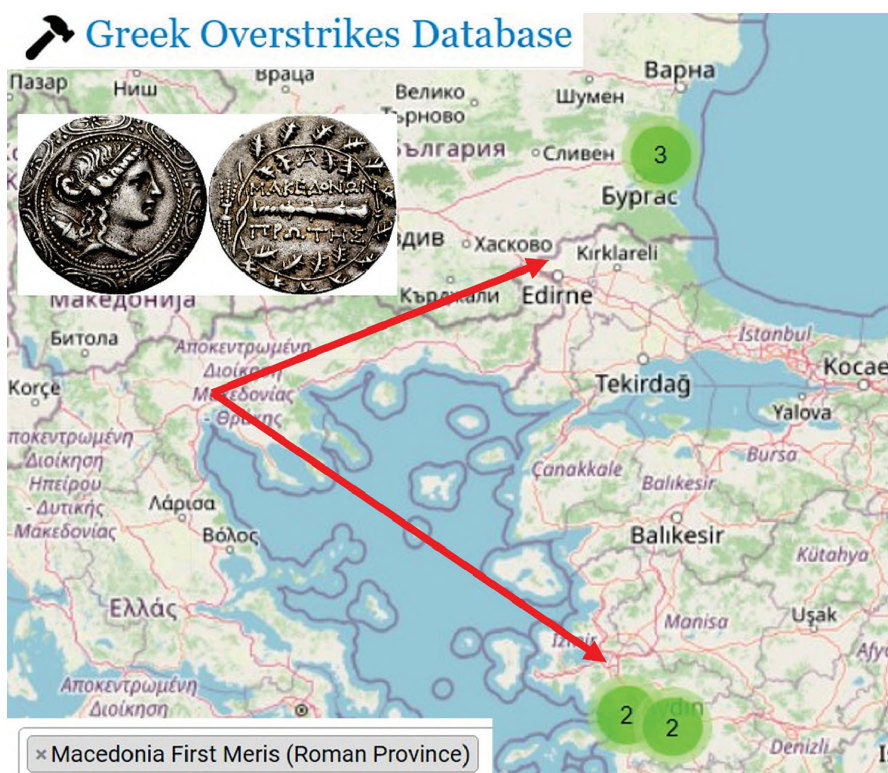 Greek Overstrikes Database
Пазар
Ниш
Враца
Варна
Велико
Търново
Шумен
България
Сливен
3
Бургас
ΜΑΚΕΔΟΝΩΝ
ΠΡΩΤΗΣ
Хасково
Kırklareli
Македонија
Кърджали
Edirne
Битола
Αποκεντρωμένη
Διοίκηση
Μακεδονίας
- Θράκης
İstanbul
Korçë
Tekirdağ
Kocae
Yalova
Αποκεντρωμένη
Διοίκηση
Ηπείρου
- Δυτικής
Μακεδονίας
Çanakkale
Bursa
Balıkesir
Λάρισα
Βόλος
Balıkesir
Kütahya
Ελλάς
Manisa
Uşak
İzmir
Afy
Αποκεντρωμένη
Διοίκηση
2
2
Aydın
Denizli
× Macedonia First Meris (Roman Province)